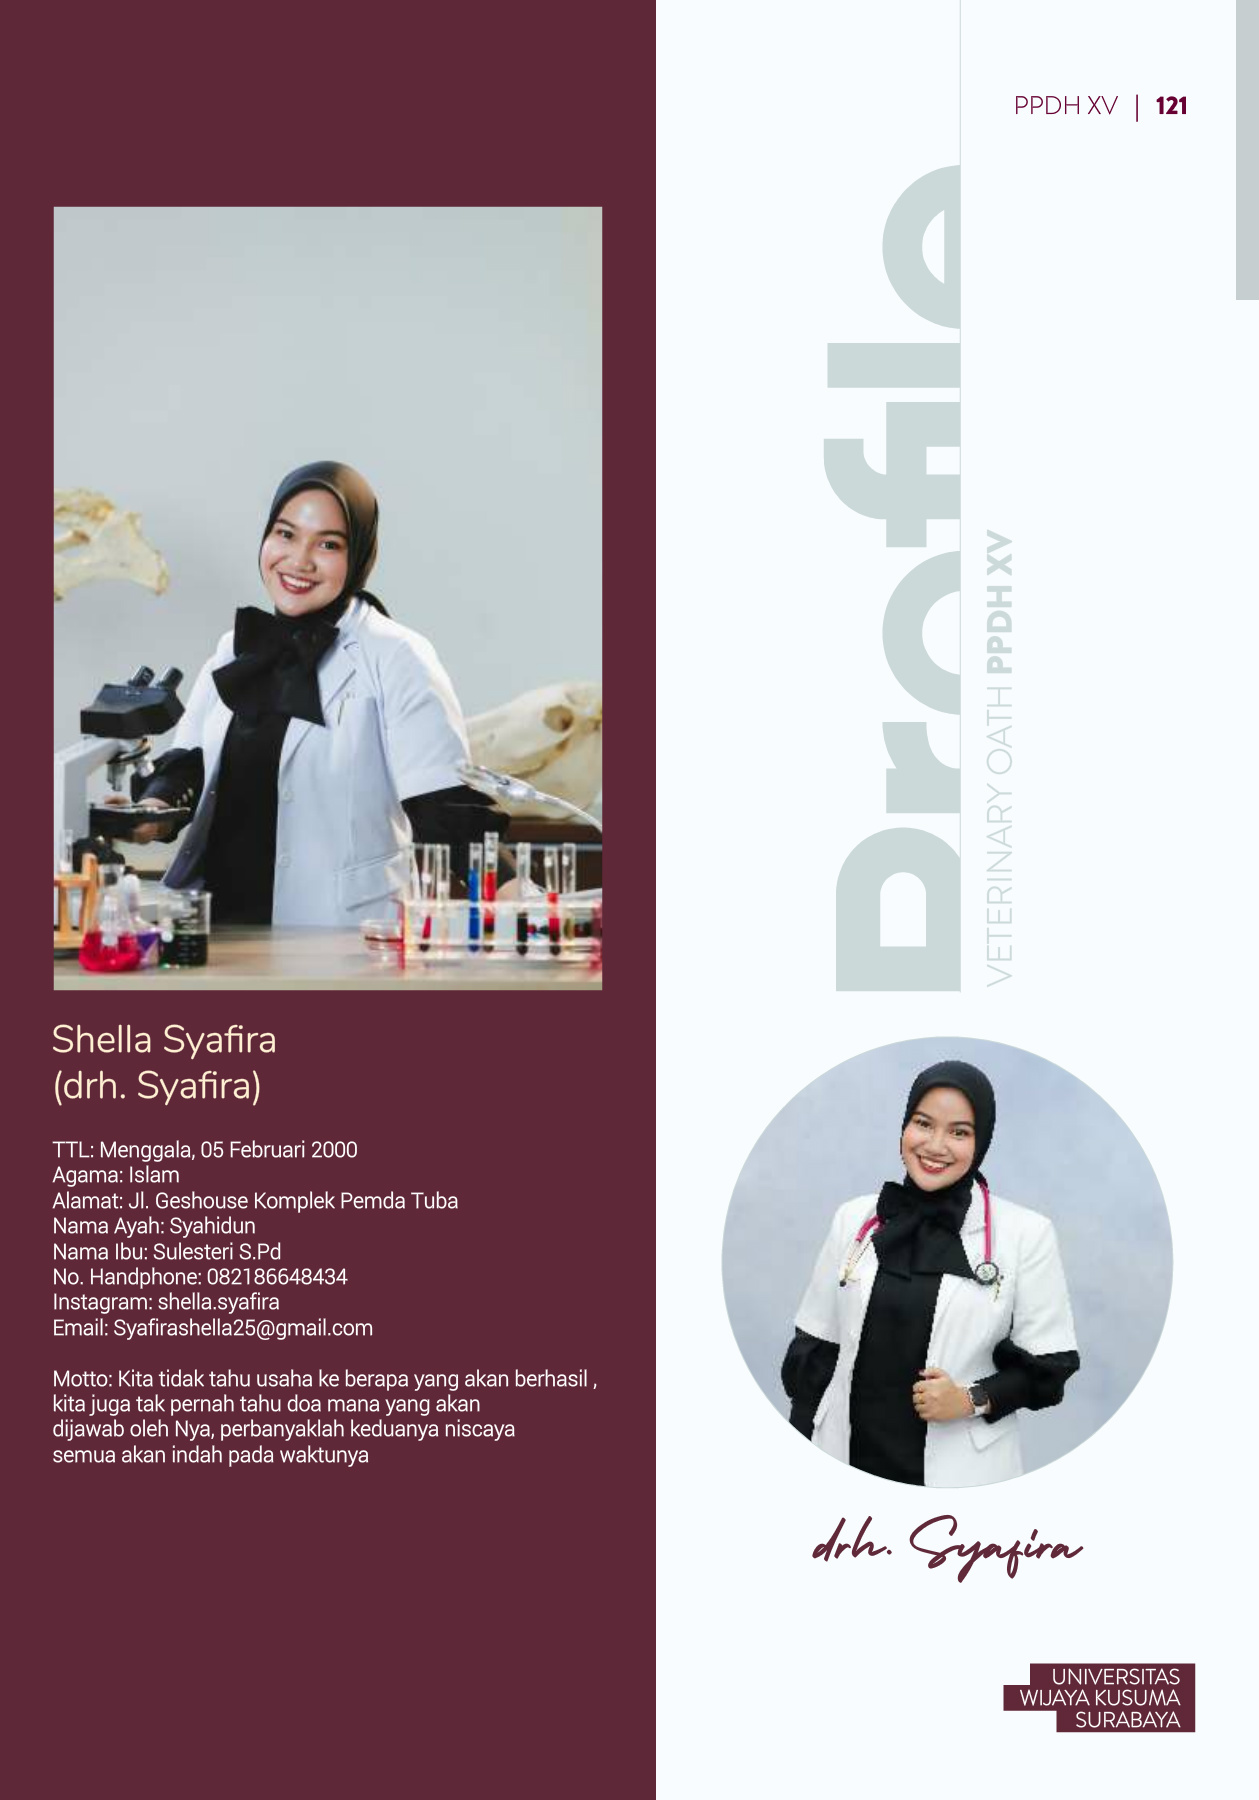 PPDH XV | 121
Profile
VETERINARY OATH PPDH XV
Shella Syafira
(drh. Syafira)
TTL: Menggala, 05 Februari 2000
Agama: Islam
Alamat: Jl. Geshouse Komplek Pemda Tuba
Nama Ayah: Syahidun
Nama Ibu: Sulesteri S.Pd
No. Handphone: 082186648434
Instagram: shella.syafira
Email: Syafirashella25@gmail.com
Motto: Kita tidak tahu usaha ke berapa yang akan berhasil ,
kita juga tak pernah tahu doa mana yang akan
dijawab oleh Nya, perbanyaklah keduanya niscaya
semua akan indah pada waktunya
drh. Syafira
UNIVERSITAS
WIJAYA KUSUMA
SURABAYA